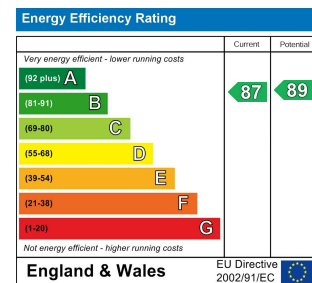 Energy Efficiency Rating
Current Potential
Very energy efficient - lower running costs
(92 plus) A
(81-91) B
87 89
(69-80) C
(55-68) D
(39-54) E
(21-38) F
(1-20) G
Not energy efficient - higher running costs
England & Wales
EU Directive
2002/91/EC